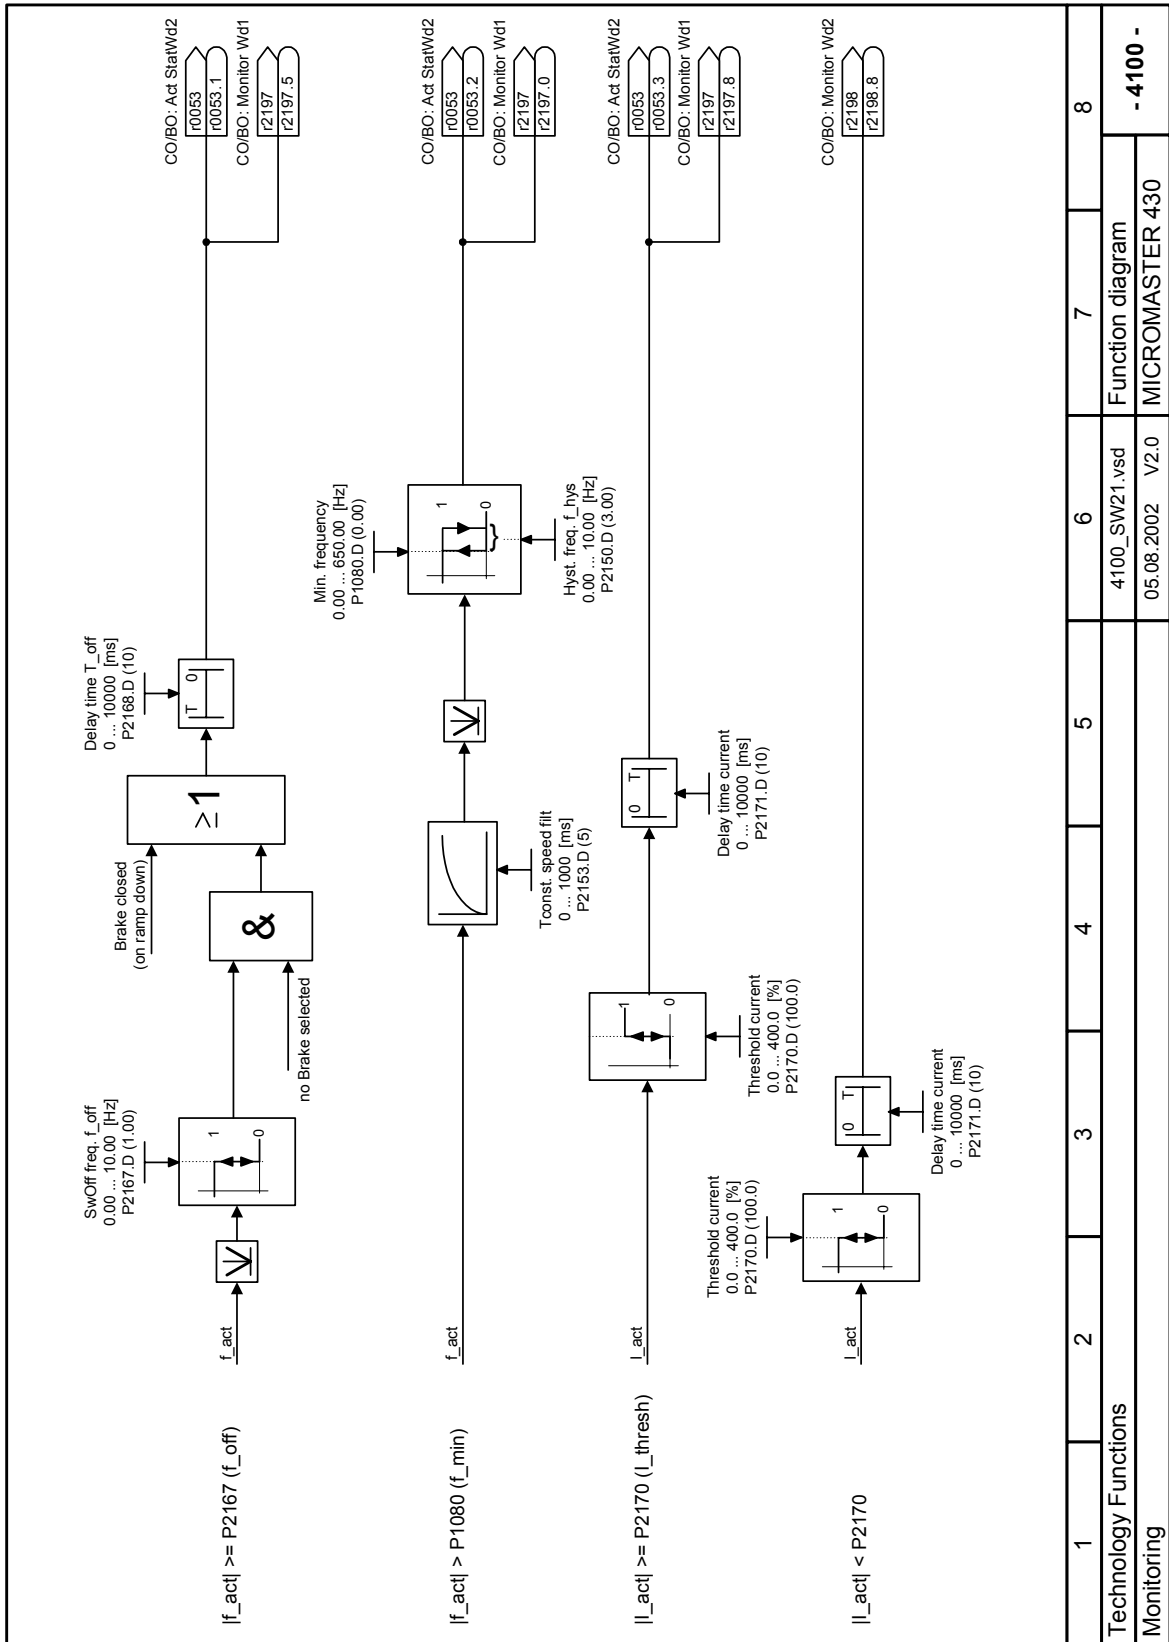 |f_act| >= P2167 (f_off)
f_act
SwOff freq. f_off
0.00 ... 10.00 [Hz]
P2167.D (1.00)
1
0
no Brake selected
&
Brake closed
(on ramp down)
≥1
Delay time T_off
0 ... 10000 [ms]
P2168.D (10)
T 0
CO/BO: Act StatWd2
r0053
r0053.1
CO/BO: Monitor Wd1
r2197
r2197.5
|f_act| > P1080 (f_min)
f_act
Tconst. speed filt
0 ... 1000 [ms]
P2153.D (5)
Min. frequency
0.00 ... 650.00 [Hz]
P1080.D (0.00)
1
0
}
Hyst. freq. f_hys
0.00 ... 10.00 [Hz]
P2150.D (3.00)
CO/BO: Act StatWd2
r0053
r0053.2
CO/BO: Monitor Wd1
r2197
r2197.0
|I_act| >= P2170 (I_thresh)
I_act
1
0
Threshold current
0.0 ... 400.0 [%]
P2170.D (100.0)
0 T
Delay time current
0 ... 10000 [ms]
P2171.D (10)
CO/BO: Act StatWd2
r0053
r0053.3
CO/BO: Monitor Wd1
r2197
r2197.8
|I_act| < P2170
I_act
Threshold current
0.0 ... 400.0 [%]
P2170.D (100.0)
1
0
0 T
Delay time current
0 ... 10000 [ms]
P2171.D (10)
CO/BO: Monitor Wd2
r2198
r2198.8
1 2 3 4 5 6 7 8
Technology Functions 4100_SW21.vsd Function diagram - 4100 -
Monitoring 05.08.2002 V2.0 MICROMASTER 430